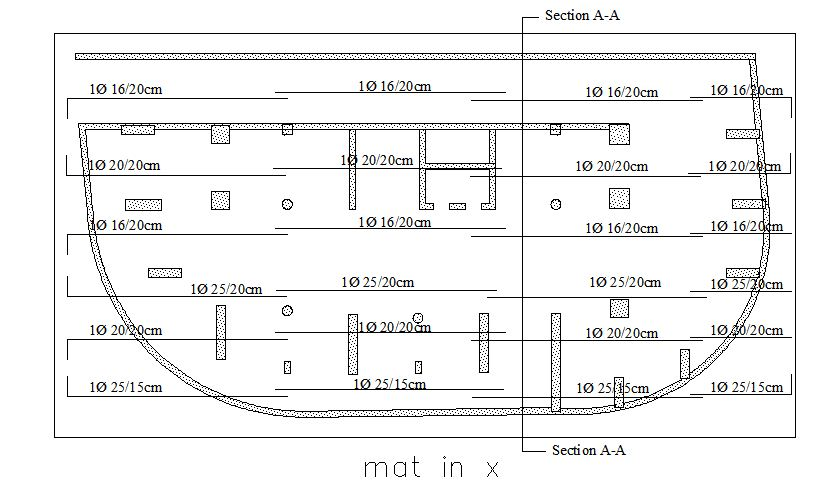 Section A-A
1Ø 16/20cm 1Ø 16/20cm 1Ø 16/20cm 1Ø 16/20cm
1Ø 20/20cm 1Ø 20/20cm 1Ø 20/20cm 1Ø 20/20cm
1Ø 16/20cm 1Ø 16/20cm 1Ø 16/20cm 1Ø 16/20cm
1Ø 25/20cm 1Ø 25/20cm 1Ø 25/20cm 1Ø 25/20cm
1Ø 20/20cm 1Ø 20/20cm 1Ø 20/20cm 1Ø 20/20cm
1Ø 25/15cm 1Ø 25/15cm 1Ø 25/15cm 1Ø 25/15cm
Section A-A
mat in x